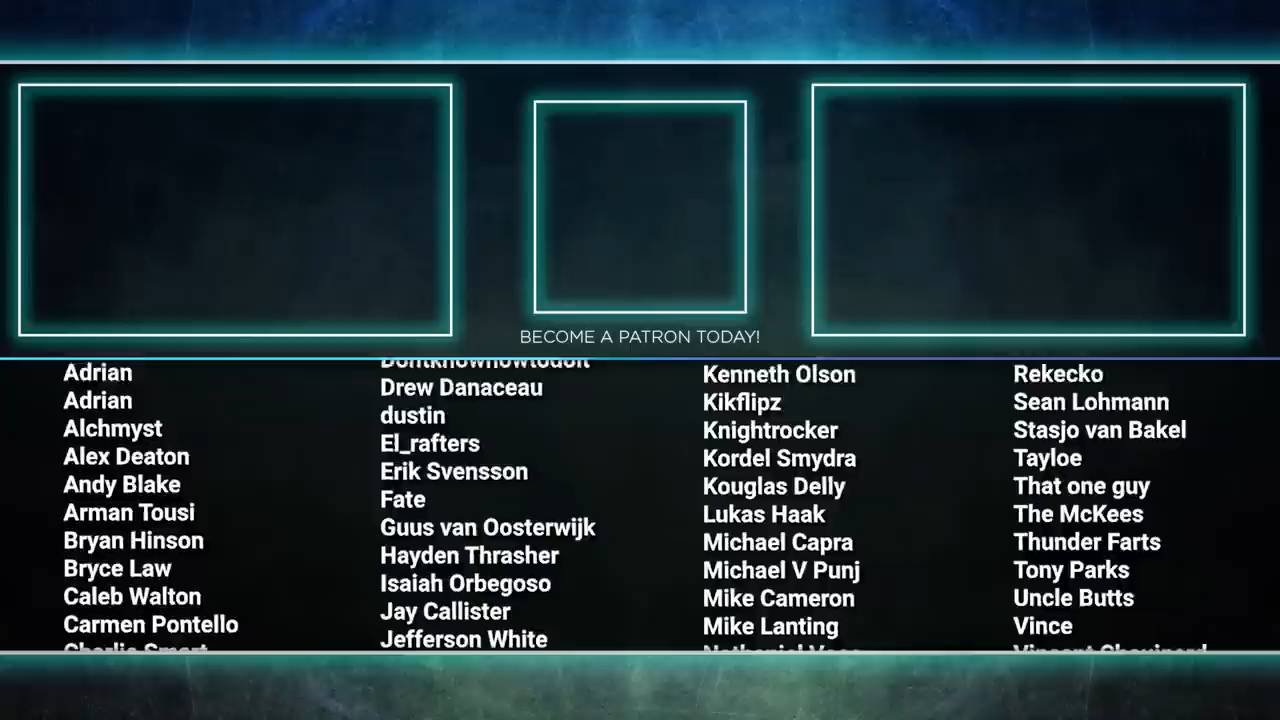 BECOME A PATRON TODAY!
Adrian
Adrian
Alchmyst
Alex Deaton
Andy Blake
Arman Tousi
Bryan Hinson
Bryce Law
Caleb Walton
Carmen Pontello
Drew Danaceau
dustin
El_rafters
Erik Svensson
Fate
Guus van Oosterwijk
Hayden Thrasher
Isaiah Orbegoso
Jay Callister
Jefferson White
Kenneth Olson
Kikflipz
Knightrocker
Kordel Smydra
Kouglas Delly
Lukas Haak
Michael Capra
Michael V Punj
Mike Cameron
Mike Lanting
Rekecko
Sean Lohmann
Stasjo van Bakel
Tayloe
That one guy
The McKees
Thunder Farts
Tony Parks
Uncle Butts
Vince